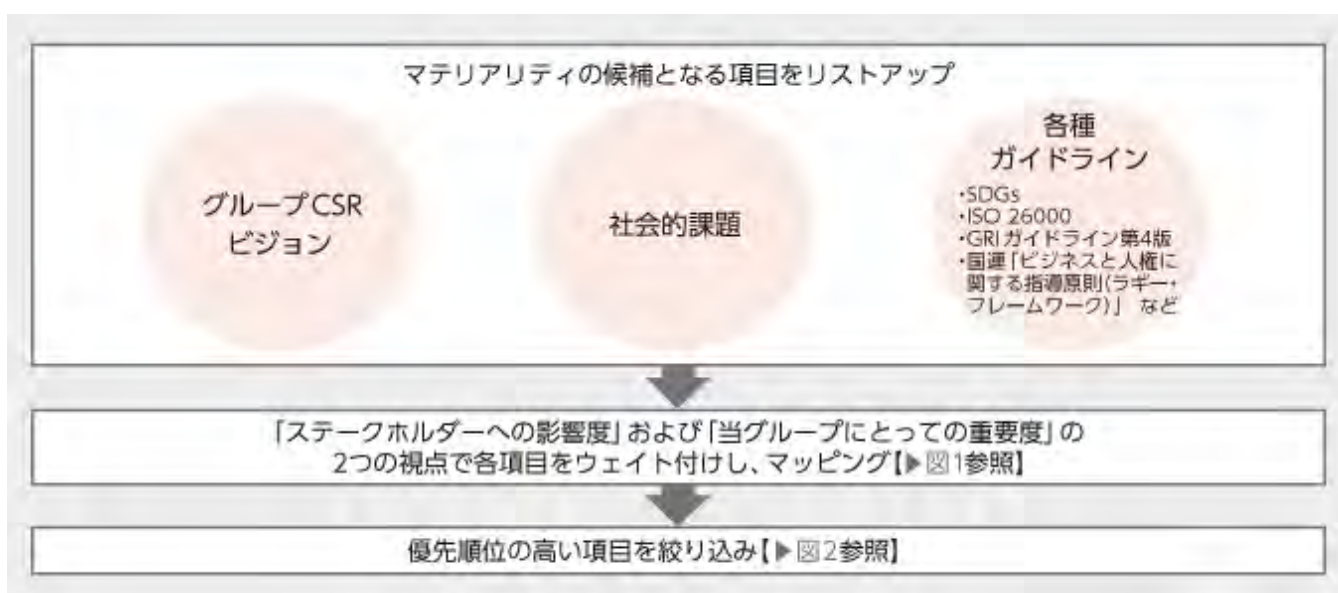 マテリアリティの候補となる項目をリストアップ
グループCSR
ビジョン
社会的課題
各種
ガイドライン
・SDGs
・ISO 26000
・GRIガイドライン第4版
・国連「ビジネスと人権に
関する指導原則(ラギー・
フレームワーク)」 など
「ステークホルダーへの影響度」および「当グループにとっての重要度」の
2つの視点で各項目をウェイト付けし、マッピング【▶図1参照】
優先順位の高い項目を絞り込み【▶図2参照】